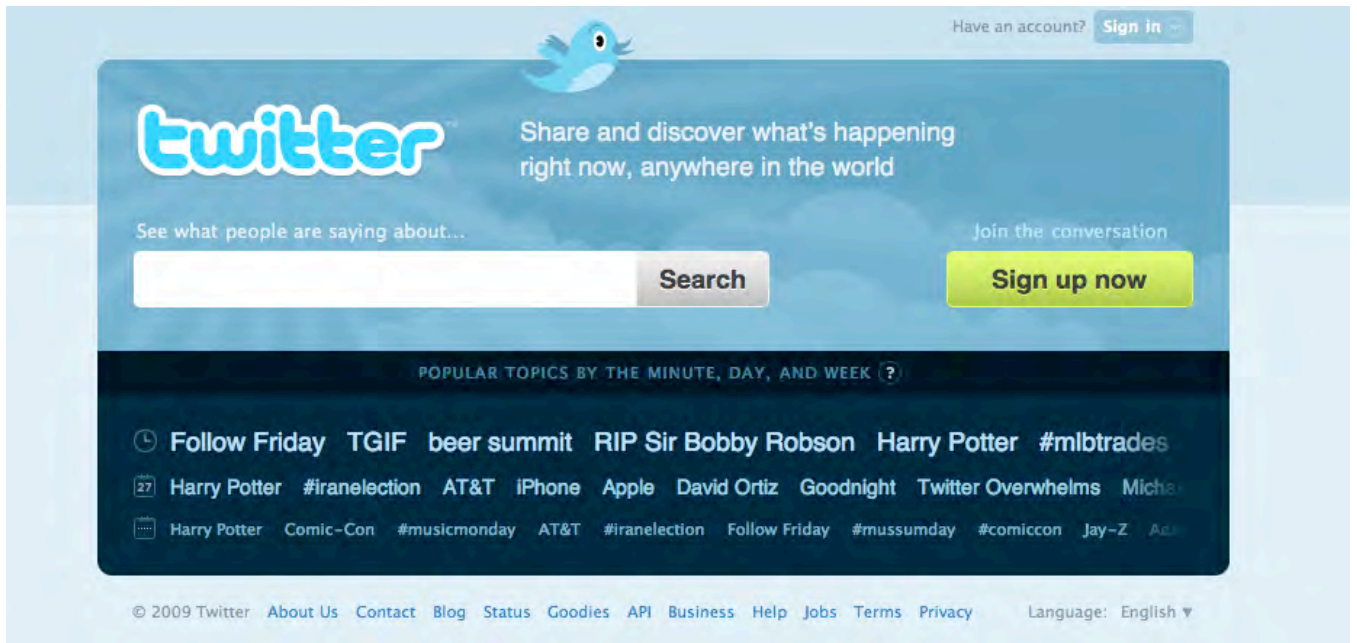 Have an account? Sign in
twitter™
Share and discover what's happening
right now, anywhere in the world
See what people are saying about...
Join the conversation
Search
Sign up now
POPULAR TOPICS BY THE MINUTE, DAY, AND WEEK ?
Follow Friday TGIF beer summit RIP Sir Bobby Robson Harry Potter #mlbtrades
27 Harry Potter #iranelection AT&T iPhone Apple David Ortiz Goodnight Twitter Overwhelms Micha
Harry Potter Comic-Con #musicmonday AT&T #iranelection Follow Friday #mussumday #comiccon Jay-Z
© 2009 Twitter About Us Contact Blog Status Goodies API Business Help Jobs Terms Privacy Language: English